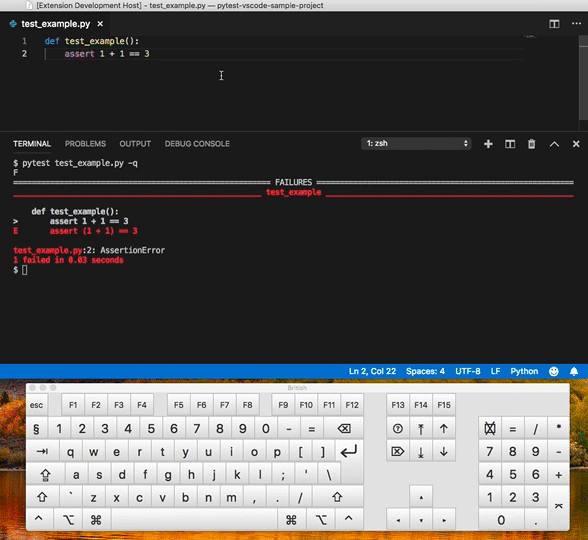 [Extension Development Host] - test_example.py — pytest-vscode-sample-project
test_example.py ×
1 def test_example():
2 assert 1 + 1 == 3
TERMINAL PROBLEMS OUTPUT DEBUG CONSOLE 1: zsh
$ pytest test_example.py -q
F
FAILURES
test_example
def test_example():
> assert 1 + 1 == 3
E assert (1 + 1) == 3
test_example.py:2: AssertionError
1 failed in 0.03 seconds
$
Ln 2, Col 22 Spaces: 4 UTF-8 LF Python
British
esc F1 F2 F3 F4 F5 F6 F7 F8 F9 F10 F11 F12 F13 F14 F15
§ 1 2 3 4 5 6 7 8 9 0 - = = / *
q w e r t y u i o p [ ] 7 8 9 -
a s d f g h j k l ; ' \ 4 5 6 +
` z x c v b n m , . / 1 2 3
0 .